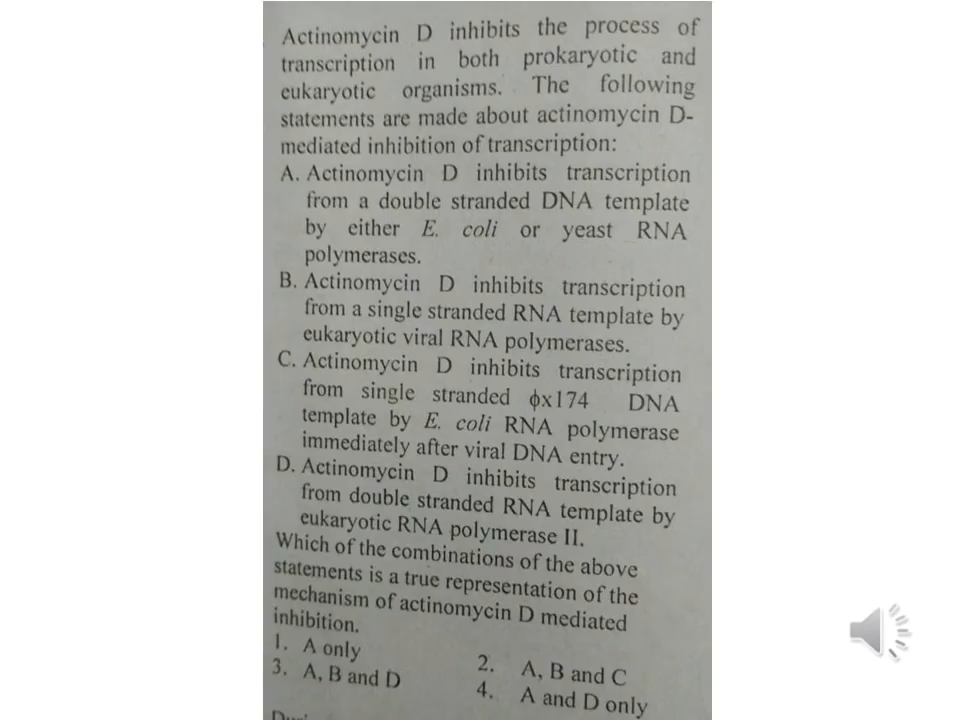 Actinomycin D inhibits the process of
transcription in both prokaryotic and
eukaryotic organisms. The following
statements are made about actinomycin D-
mediated inhibition of transcription:
A. Actinomycin D inhibits transcription
from a double stranded DNA template
by either E. coli or yeast RNA
polymerases.
B. Actinomycin D inhibits transcription
from a single stranded RNA template by
eukaryotic viral RNA polymerases.
C. Actinomycin D inhibits transcription
from single stranded ϕx174 DNA
template by E. coli RNA polymerase
immediately after viral DNA entry.
D. Actinomycin D inhibits transcription
from double stranded RNA template by
eukaryotic RNA polymerase II.
Which of the combinations of the above
statements is a true representation of the
mechanism of actinomycin D mediated
inhibition.
1. A only
2. A, B and C
3. A, B and D
4. A and D only